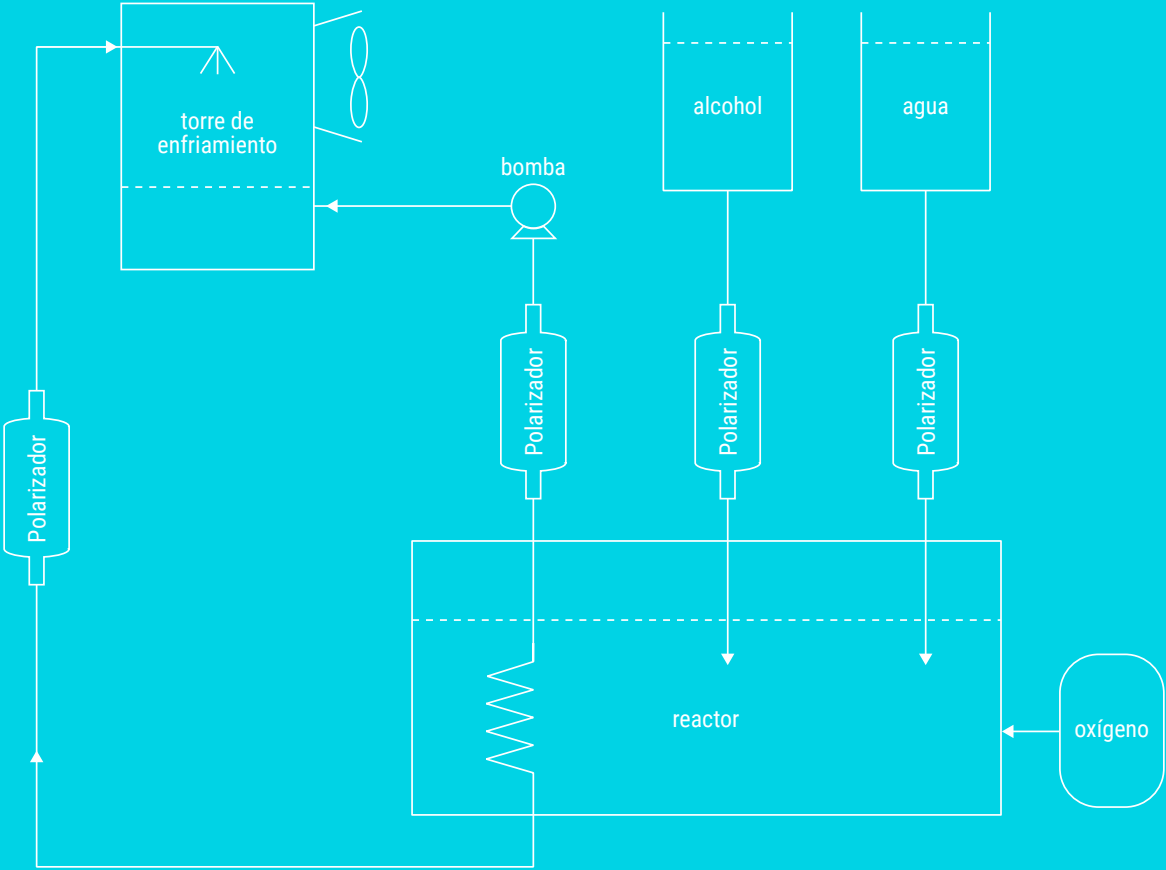 alcohol
agua
torre de
enfriamiento
bomba
Polarizador
Polarizador
Polarizador
Polarizador
reactor
oxígeno